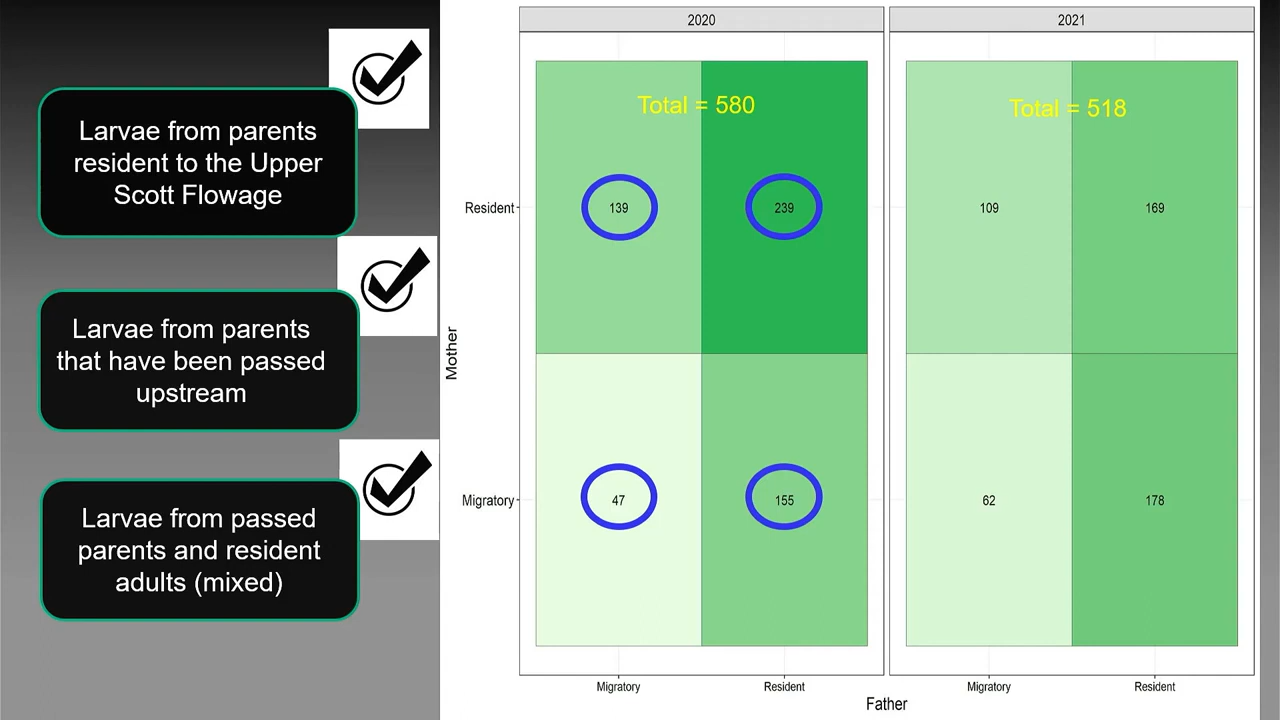 Larvae from parents
resident to the Upper
Scott Flowage
Larvae from parents
that have been passed
upstream
Larvae from passed
parents and resident
adults (mixed)
2020
2021
Total = 580
Total = 518
Mother
Resident
139
239
109
169
Migratory
47
155
62
178
Migratory
Resident
Migratory
Resident
Father